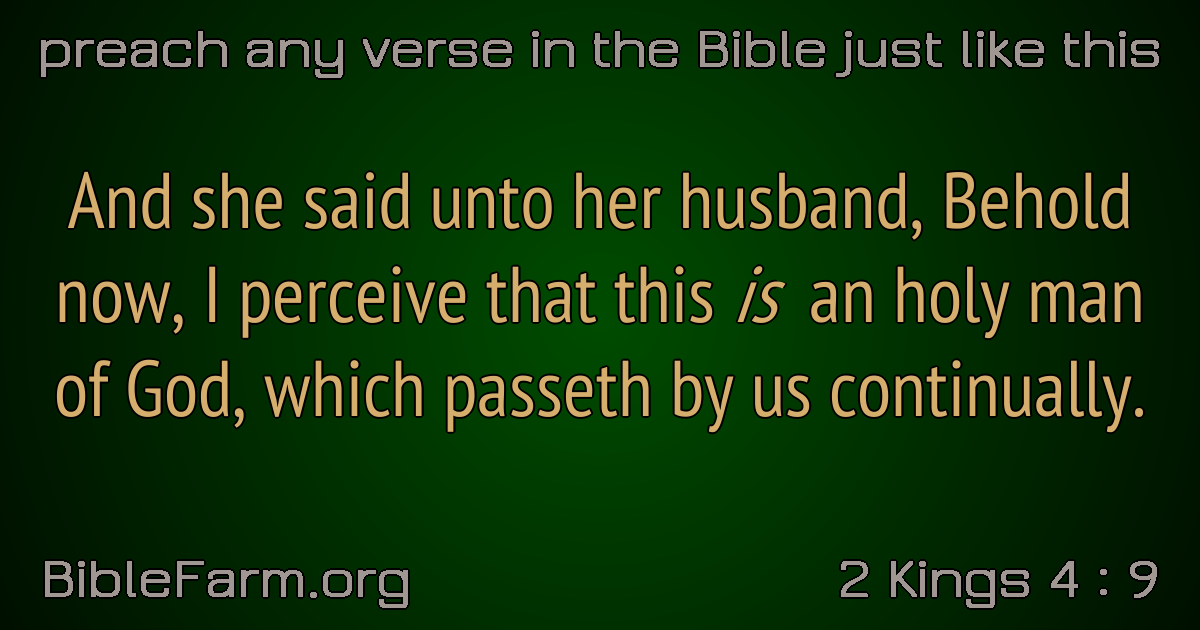 preach any verse in the Bible just like this
And she said unto her husband, Behold
now, I perceive that this is an holy man
of God, which passeth by us continually.
BibleFarm.org
2 Kings 4 : 9